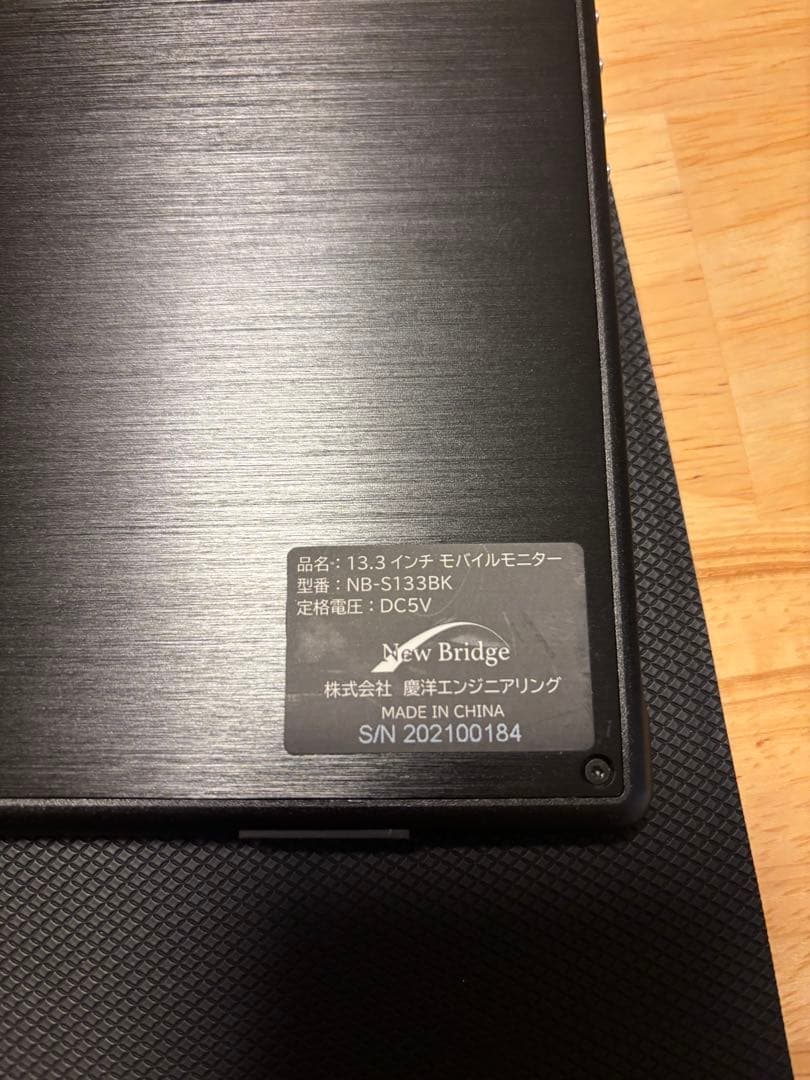 品名：13.3インチ モバイルモニター
型番：NB-S133BK
定格電圧：DC5V
New Bridge
株式会社 慶洋エンジニアリング
MADE IN CHINA
S/N 202100184